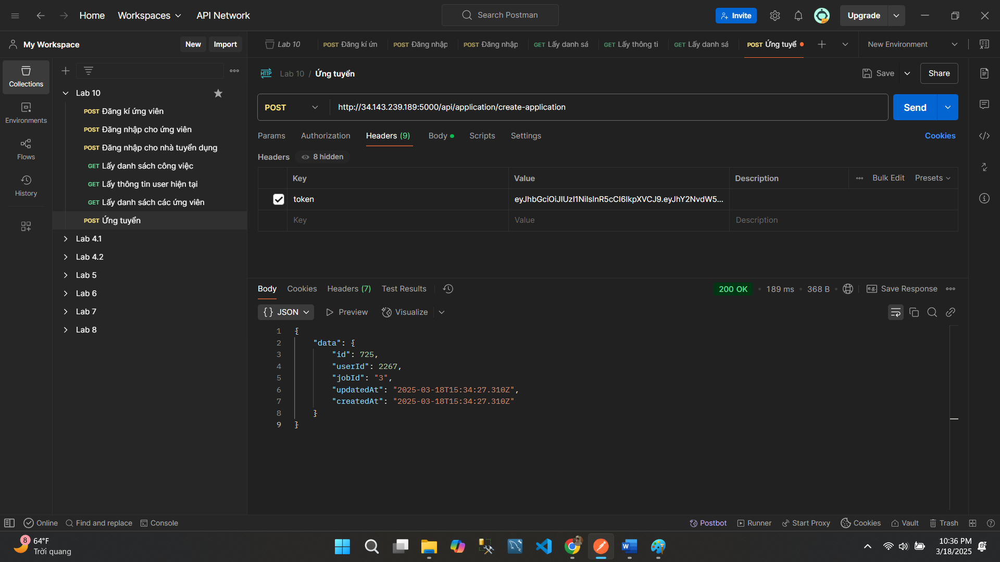 Home
Workspaces
API Network
Search Postman
Invite
Upgrade
My Workspace
New
Import
Lab 10
POST Đăng kí ứn
POST Đăng nhập
POST Đăng nhập
GET Lấy danh sá
GET Lấy thông ti
GET Lấy danh sá
POST Ứng tuyể
New Environment
Collections
Environments
Flows
History
Lab 10
POST Đăng kí ứng viên
POST Đăng nhập cho ứng viên
POST Đăng nhập cho nhà tuyển dụng
GET Lấy danh sách công việc
GET Lấy thông tin user hiện tại
GET Lấy danh sách các ứng viên
POST Ứng tuyển
Lab 4.1
Lab 4.2
Lab 5
Lab 6
Lab 7
Lab 8
HTTP Lab 10 / Ứng tuyển
Save
Share
POST
http://34.143.239.189:5000/api/application/create-application
Send
Params
Authorization
Headers (9)
Body
Scripts
Settings
Cookies
Headers
8 hidden
Key
Value
Description
Bulk Edit
Presets
token
eyJhbGciOiJIUzI1NiIsInR5cCI6IkpXVCJ9.eyJhY2NvdW5...
Key
Value
Description
Body
Cookies
Headers (7)
Test Results
200 OK
189 ms
368 B
e.g. Save Response
{} JSON
Preview
Visualize
1 {
2 "data": {
3 "id": 725,
4 "userId": 2267,
5 "jobId": "3",
6 "updatedAt": "2025-03-18T15:34:27.310Z",
7 "createdAt": "2025-03-18T15:34:27.310Z"
8 }
9 }
Online
Find and replace
Console
Postbot
Runner
Start Proxy
Cookies
Vault
Trash
8
64°F
Trời quang
10:36 PM
3/18/2025